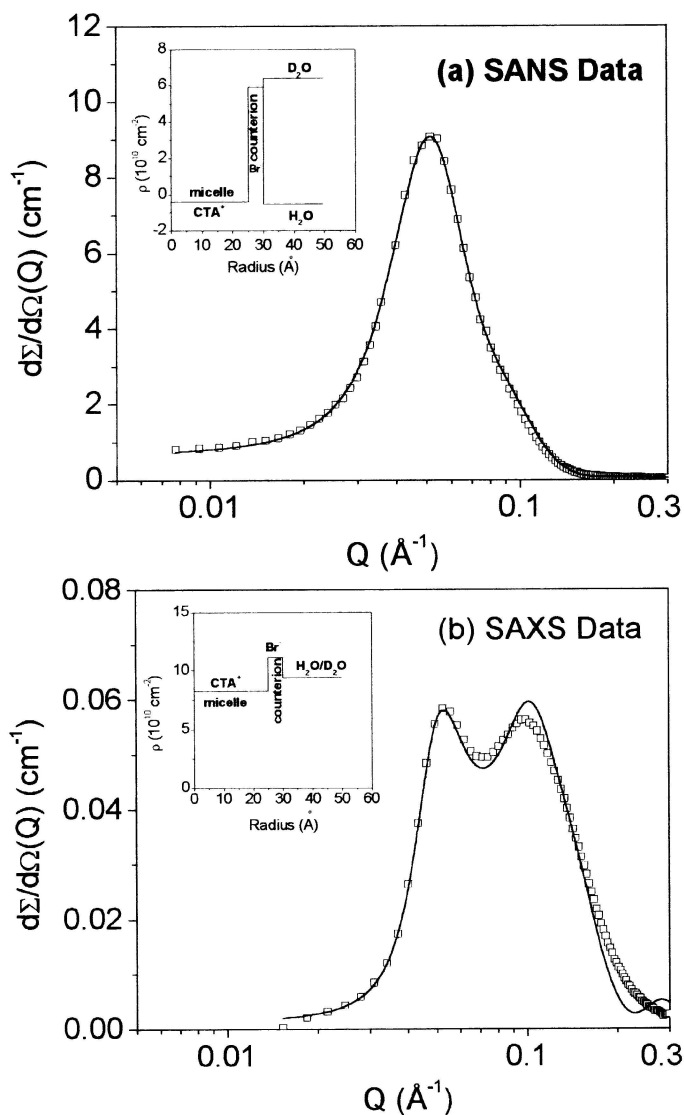 (a) SANS Data
dΣ/dΩ(Q) (cm⁻¹)
12
10
8
6
4
2
0
0.01 0.1 0.3
Q (Å⁻¹)
ρ (10¹⁰ cm⁻²)
8
6
4
2
0
-2
D₂O
Br⁻ counterion
micelle
CTA⁺
H₂O
0 10 20 30 40 50 60
Radius (Å)
(b) SAXS Data
dΣ/dΩ(Q) (cm⁻¹)
0.08
0.06
0.04
0.02
0.00
0.01 0.1 0.3
Q (Å⁻¹)
ρ (10¹⁰ cm⁻²)
15
10
5
0
Br⁻
CTA⁺
H₂O/D₂O
micelle
counterion
0 10 20 30 40 50 60
Radius (Å)